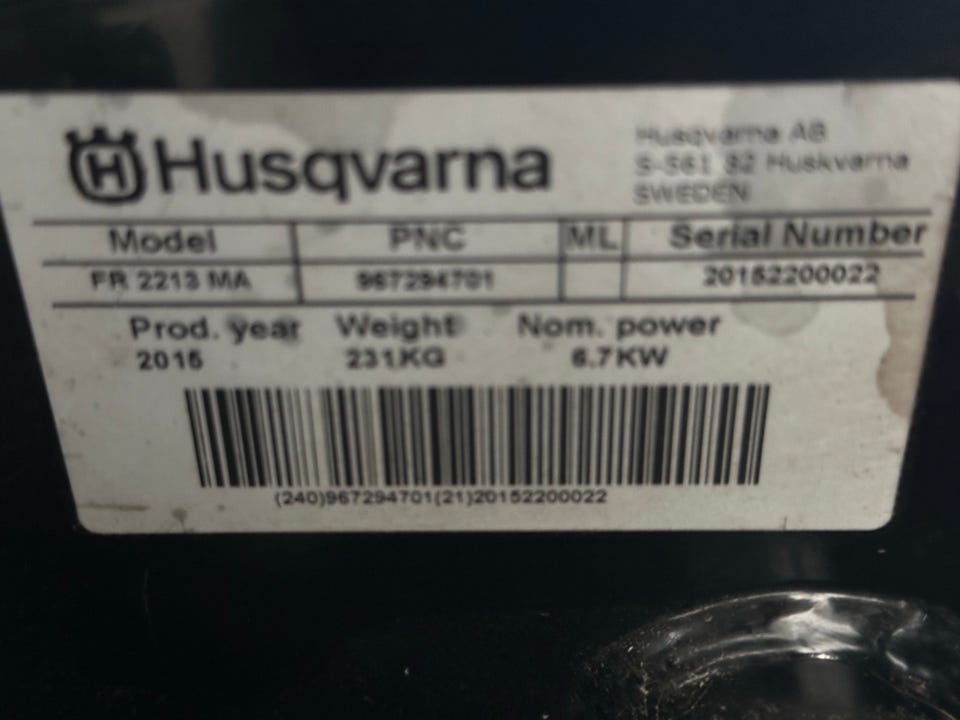 Husqvarna
Husqvarna AB
S-561 82 Huskvarna
SWEDEN
Model PNC ML Serial Number
FR 2213 MA 967294701 20152200022
Prod. year Weight Nom. power
2015 231KG 6.7KW
(240)967294701(21)20152200022